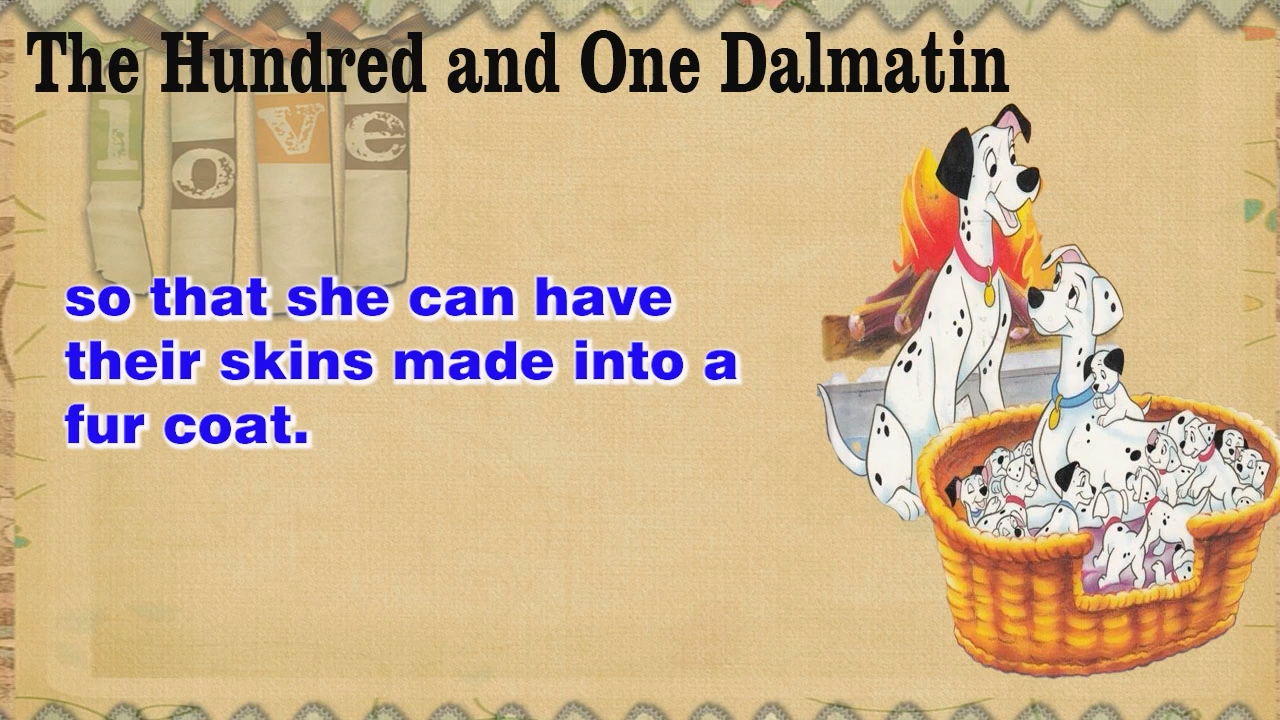 The Hundred and One Dalmatin
love
so that she can have
their skins made into a
fur coat.